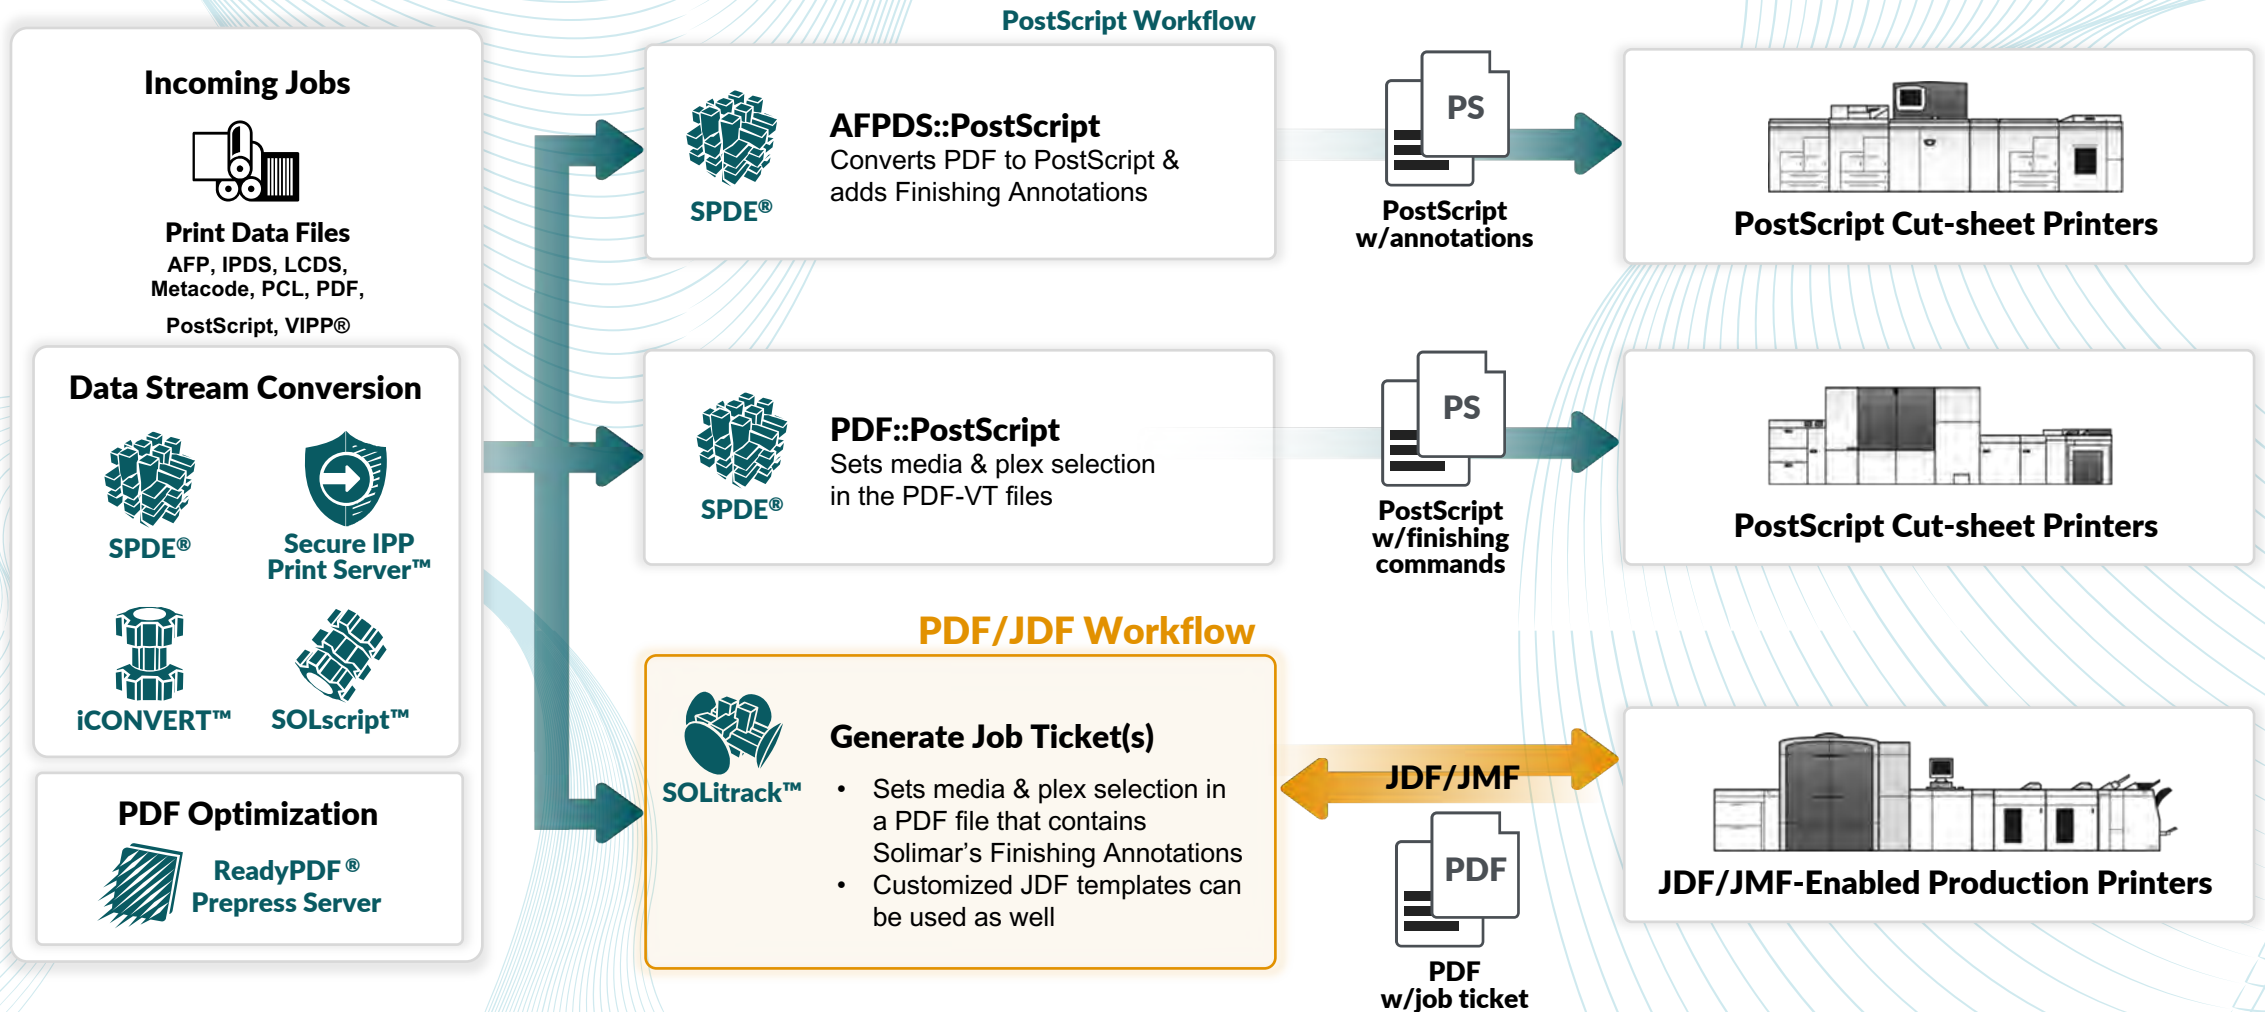 PostScript Workflow
Incoming Jobs
Print Data Files
AFP, IPDS, LCDS,
Metacode, PCL, PDF,
PostScript, VIPP®
Data Stream Conversion
SPDE®
Secure IPP
Print Server™
iCONVERT™
SOLscript™
PDF Optimization
ReadyPDF ®
Prepress Server
SPDE®
AFPDS::PostScript
Converts PDF to PostScript &
adds Finishing Annotations
PS
PostScript
w/annotations
PostScript Cut-sheet Printers
SPDE®
PDF::PostScript
Sets media & plex selection
in the PDF-VT files
PS
PostScript
w/finishing
commands
PostScript Cut-sheet Printers
PDF/JDF Workflow
SOLitrack™
Generate Job Ticket(s)
• Sets media & plex selection in
a PDF file that contains
Solimar’s Finishing Annotations
• Customized JDF templates can
be used as well
JDF/JMF
PDF
PDF
w/job ticket
JDF/JMF-Enabled Production Printers